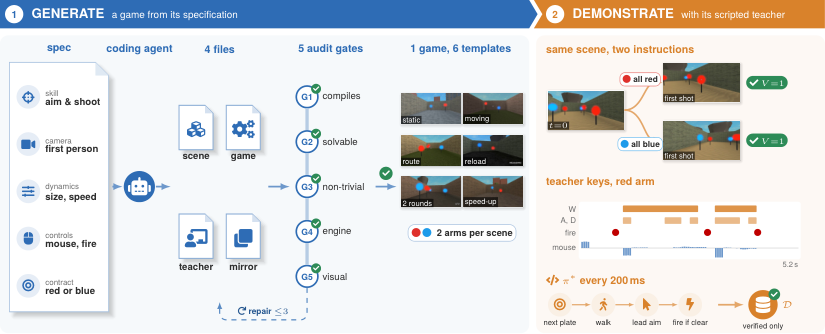 1 GENERATE a game from its specification
spec
coding agent
4 files
5 audit gates
1 game, 6 templates
skill
aim & shoot
camera
first person
dynamics
size, speed
controls
mouse, fire
contract
red or blue
scene
game
teacher
mirror
G1 compiles
G2 solvable
G3 non-trivial
G4 engine
G5 visual
repair ≤ 3
static
moving
route
reload
2 rounds
speed-up
2 arms per scene
2 DEMONSTRATE with its scripted teacher
same scene, two instructions
t = 0
all red
first shot
V = 1
all blue
first shot
V = 1
teacher keys, red arm
W
A, D
fire
mouse
5.2 s
</> π* every 200 ms
next plate
walk
lead aim
fire if clear
D
verified only